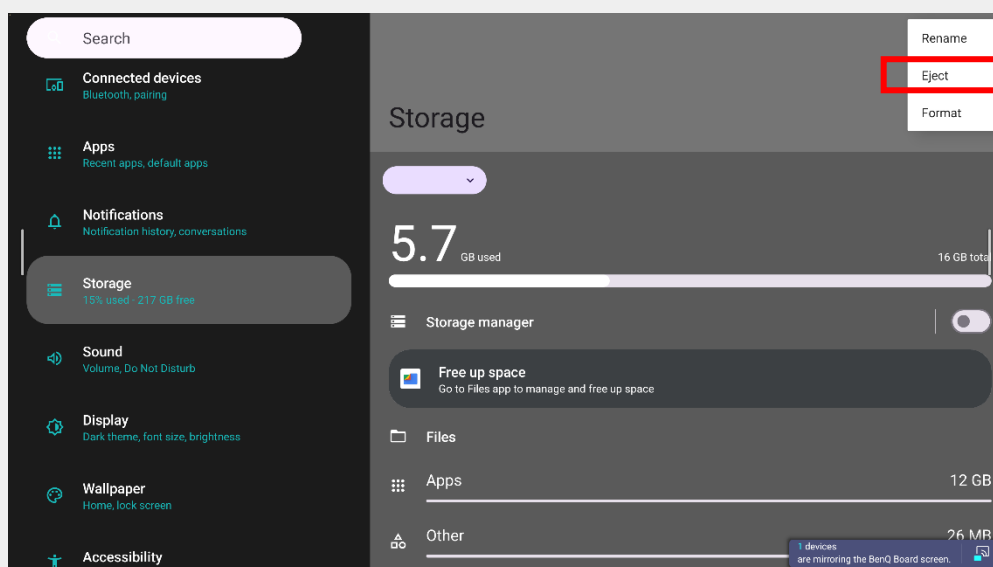 Search
Connected devices
Bluetooth, pairing
Apps
Recent apps, default apps
Notifications
Notification history, conversations
Storage
15% used - 217 GB free
Sound
Volume, Do Not Disturb
Display
Dark theme, font size, brightness
Wallpaper
Home, lock screen
Accessibility
Rename
Eject
Format
Storage
5.7 GB used
16 GB total
Storage manager
Free up space
Go to Files app to manage and free up space
Files
Apps
12 GB
Other
26 MB
1 devices
are mirroring the BenQ Board screen.